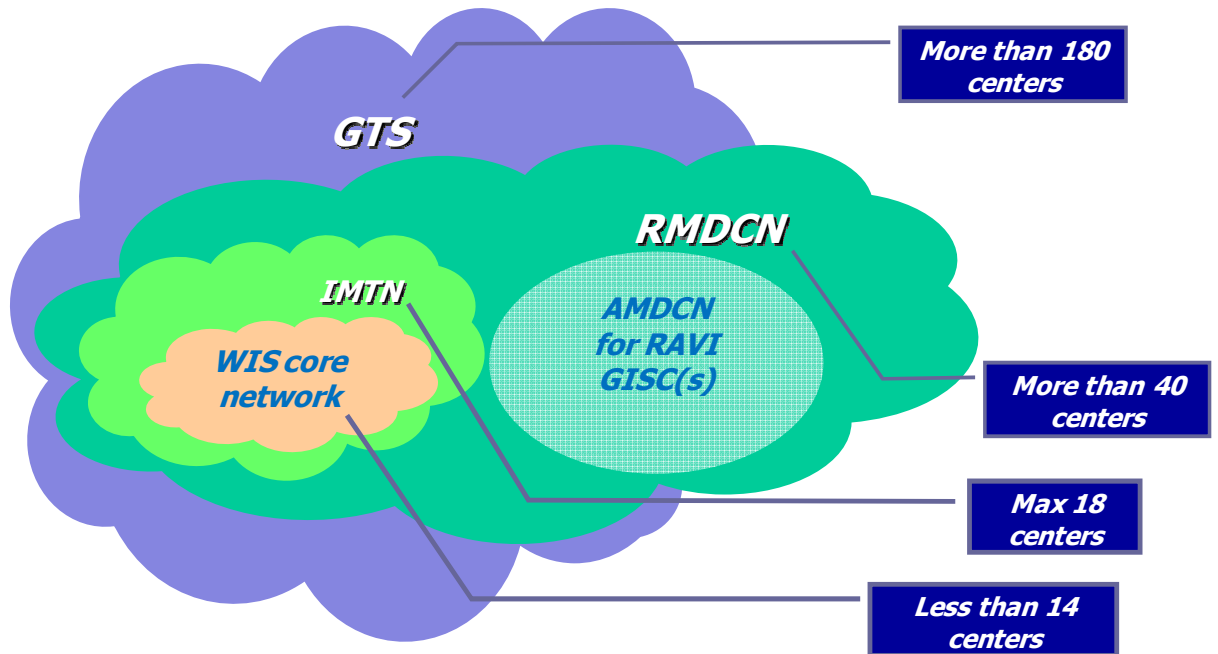 More than 180
centers
GTS
RMDCN
IMTN
AMDCN
for RAVI
GISC(s)
WIS core
network
More than 40
centers
Max 18
centers
Less than 14
centers